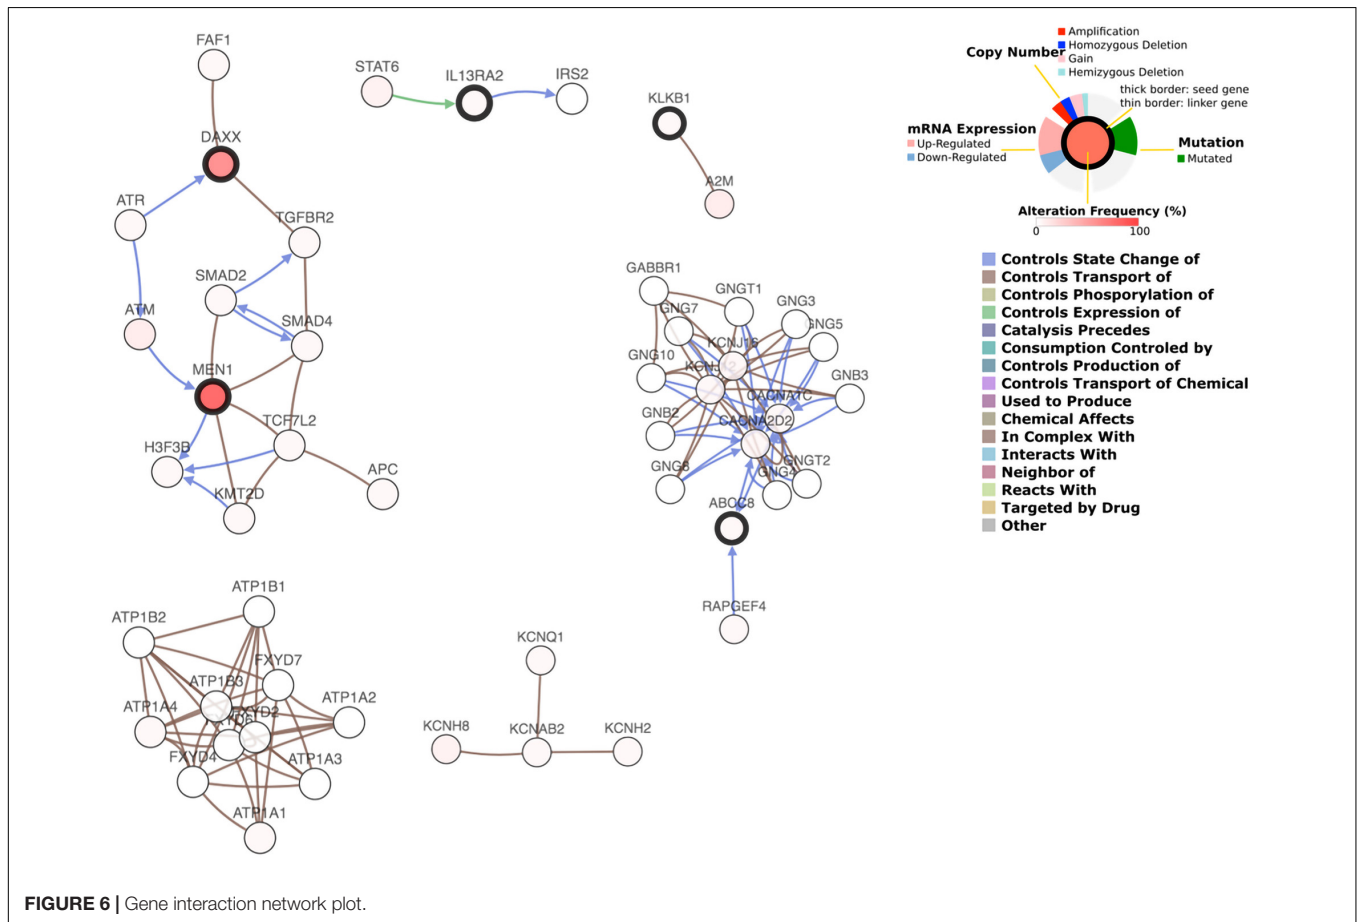 FAF1
DAXX
ATR
TGFBR2
SMAD2
ATM
SMAD4
MEN1
TCF7L2
H3F3B
APC
KMT2D
STAT6
IL13RA2
IRS2
KLKB1
A2M
GABBR1
GNGT1
GNG7
GNG3
GNG5
KCNJ16
GNG10
GNB3
CACNA1C
GNB2
CACNA2D2
GNG8
GNGT2
GNG4
ABCC8
RAPGEF4
ATP1B1
ATP1B2
FXYD7
ATP1B3
ATP1A2
ATP1A4
FXYD2
FXYD6
FXYD4
ATP1A3
ATP1A1
KCNQ1
KCNH8
KCNAB2
KCNH2
Copy Number
Amplification
Homozygous Deletion
Gain
Hemizygous Deletion
thick border: seed gene
thin border: linker gene
mRNA Expression
Up-Regulated
Down-Regulated
Mutation
Mutated
Alteration Frequency (%)
0 100
Controls State Change of
Controls Transport of
Controls Phosporylation of
Controls Expression of
Catalysis Precedes
Consumption Controled by
Controls Production of
Controls Transport of Chemical
Used to Produce
Chemical Affects
In Complex With
Interacts With
Neighbor of
Reacts With
Targeted by Drug
Other
FIGURE 6 | Gene interaction network plot.